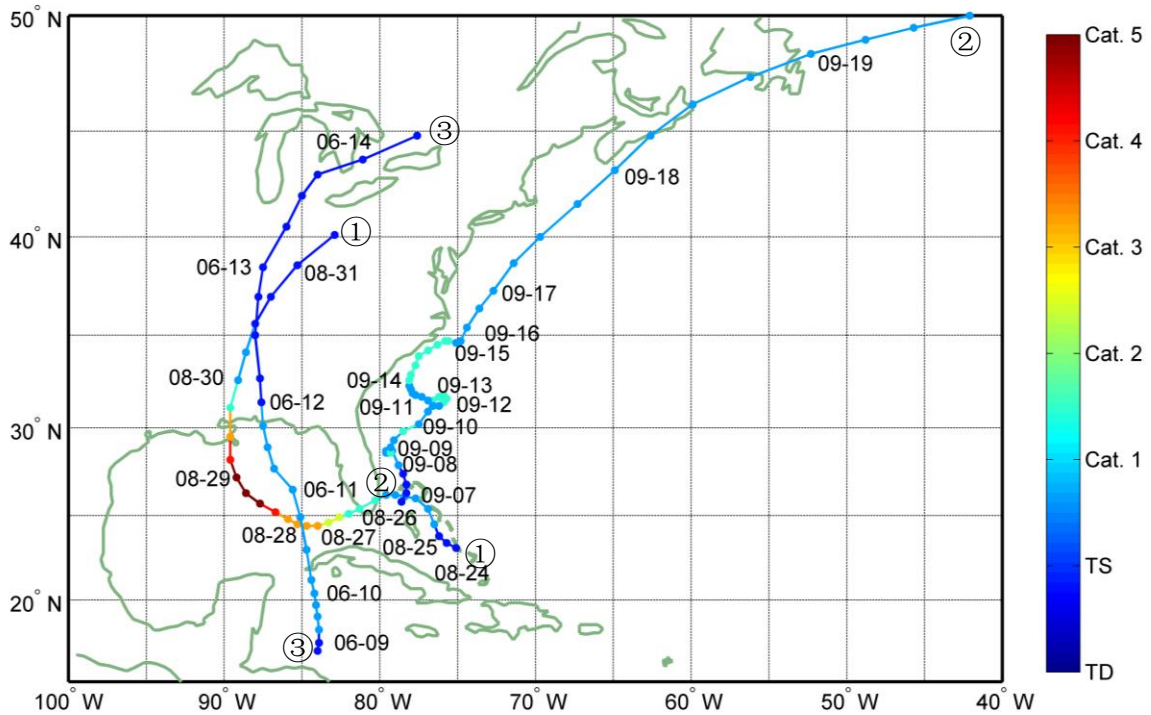 50° N
②
Cat. 5
09-19
06-14
③
Cat. 4
09-18
40° N
①
06-13
08-31
Cat. 3
09-17
09-16
09-15
Cat. 2
08-30
09-14
09-13
06-12
09-11
09-12
30° N
09-10
09-09
Cat. 1
08-29
09-08
06-11
②
09-07
08-26
08-28
08-27
08-25
①
08-24
TS
20° N
06-10
③
06-09
TD
100° W
90° W
80° W
70° W
60° W
50° W
40° W